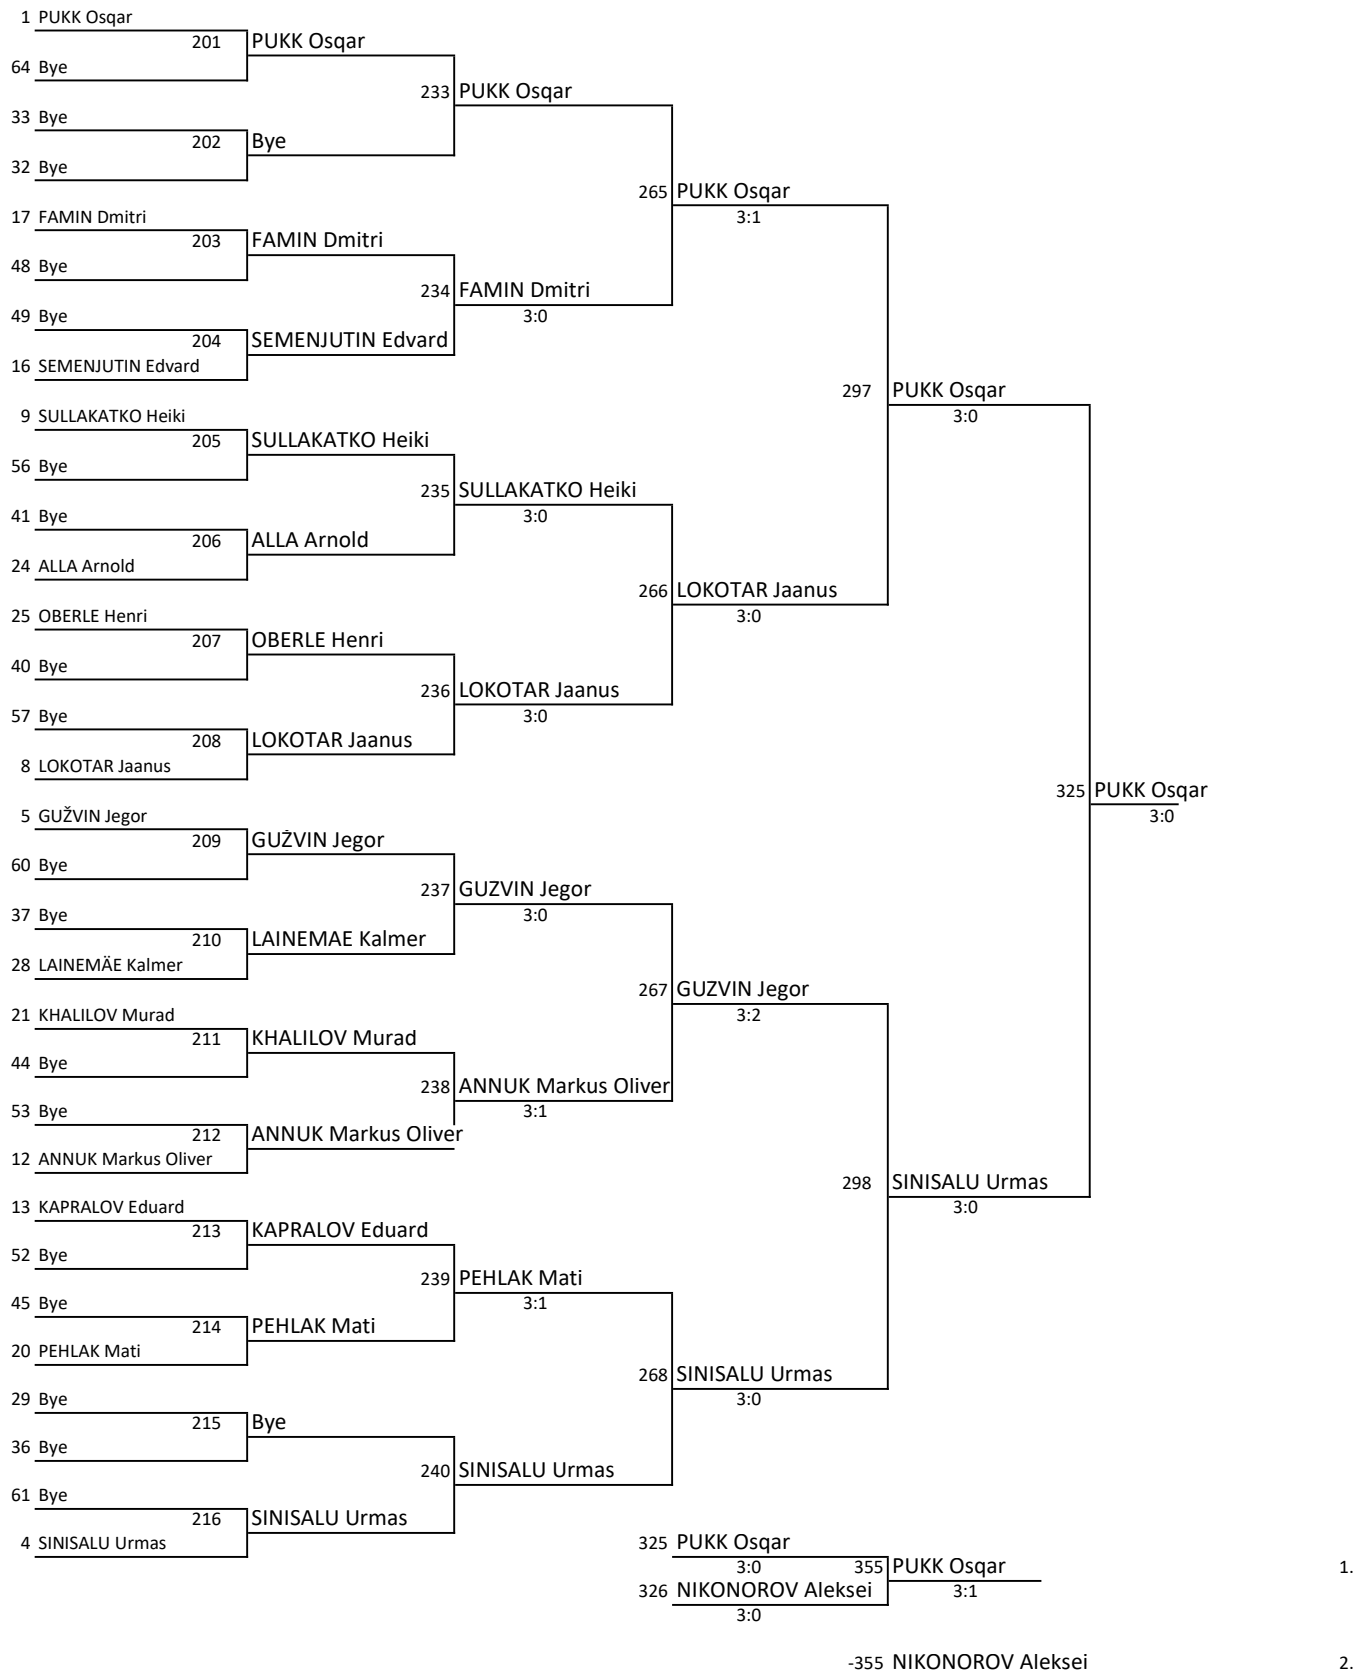 1 PUKK Osqar
201 PUKK Osqar
64 Bye
233 PUKK Osqar
33 Bye
202 Bye
32 Bye
265 PUKK Osqar
3:1
17 FAMIN Dmitri
203 FAMIN Dmitri
48 Bye
234 FAMIN Dmitri
3:0
49 Bye
204 SEMENJUTIN Edvard
16 SEMENJUTIN Edvard
297 PUKK Osqar
3:0
9 SULLAKATKO Heiki
205 SULLAKATKO Heiki
56 Bye
235 SULLAKATKO Heiki
3:0
41 Bye
206 ALLA Arnold
24 ALLA Arnold
266 LOKOTAR Jaanus
3:0
25 OBERLE Henri
207 OBERLE Henri
40 Bye
236 LOKOTAR Jaanus
3:0
57 Bye
208 LOKOTAR Jaanus
8 LOKOTAR Jaanus
325 PUKK Osqar
3:0
5 GUŽVIN Jegor
209 GUŽVIN Jegor
60 Bye
237 GUZVIN Jegor
3:0
37 Bye
210 LAINEMAE Kalmer
28 LAINEMÄE Kalmer
267 GUZVIN Jegor
3:2
21 KHALILOV Murad
211 KHALILOV Murad
44 Bye
238 ANNUK Markus Oliver
3:1
53 Bye
212 ANNUK Markus Oliver
12 ANNUK Markus Oliver
298 SINISALU Urmas
3:0
13 KAPRALOV Eduard
213 KAPRALOV Eduard
52 Bye
239 PEHLAK Mati
3:1
45 Bye
214 PEHLAK Mati
20 PEHLAK Mati
268 SINISALU Urmas
3:0
29 Bye
215 Bye
36 Bye
240 SINISALU Urmas
61 Bye
216 SINISALU Urmas
4 SINISALU Urmas
325 PUKK Osqar
3:0
355 PUKK Osqar 1.
3:1
326 NIKONOROV Aleksei
3:0
-355 NIKONOROV Aleksei 2.